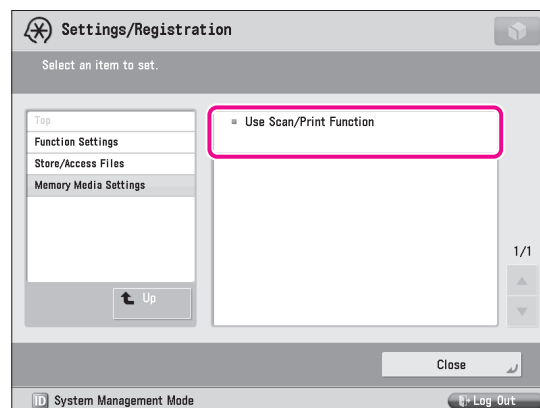 Settings/Registration
Select an item to set.
Top
Function Settings
Store/Access Files
Memory Media Settings
Up
Use Scan/Print Function
1/1
Close
ID System Management Mode
Log Out